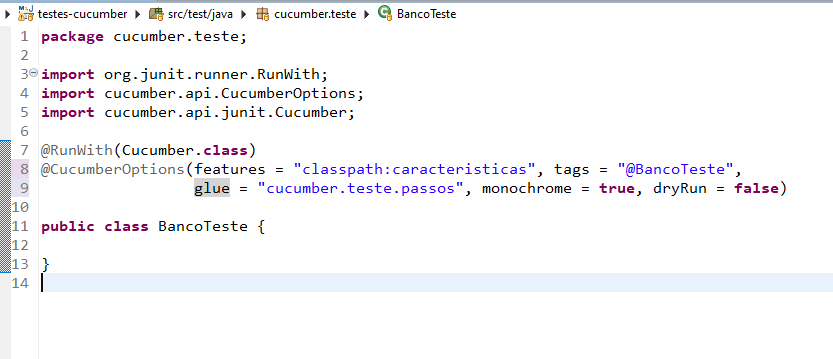 testes-cucumber src/test/java cucumber.teste BancoTeste
1 package cucumber.teste;
2
3 import org.junit.runner.RunWith;
4 import cucumber.api.CucumberOptions;
5 import cucumber.api.junit.Cucumber;
6
7 @RunWith(Cucumber.class)
8 @CucumberOptions(features = "classpath:caracteristicas", tags = "@BancoTeste",
9 glue = "cucumber.teste.passos", monochrome = true, dryRun = false)
10
11 public class BancoTeste {
12
13 }
14